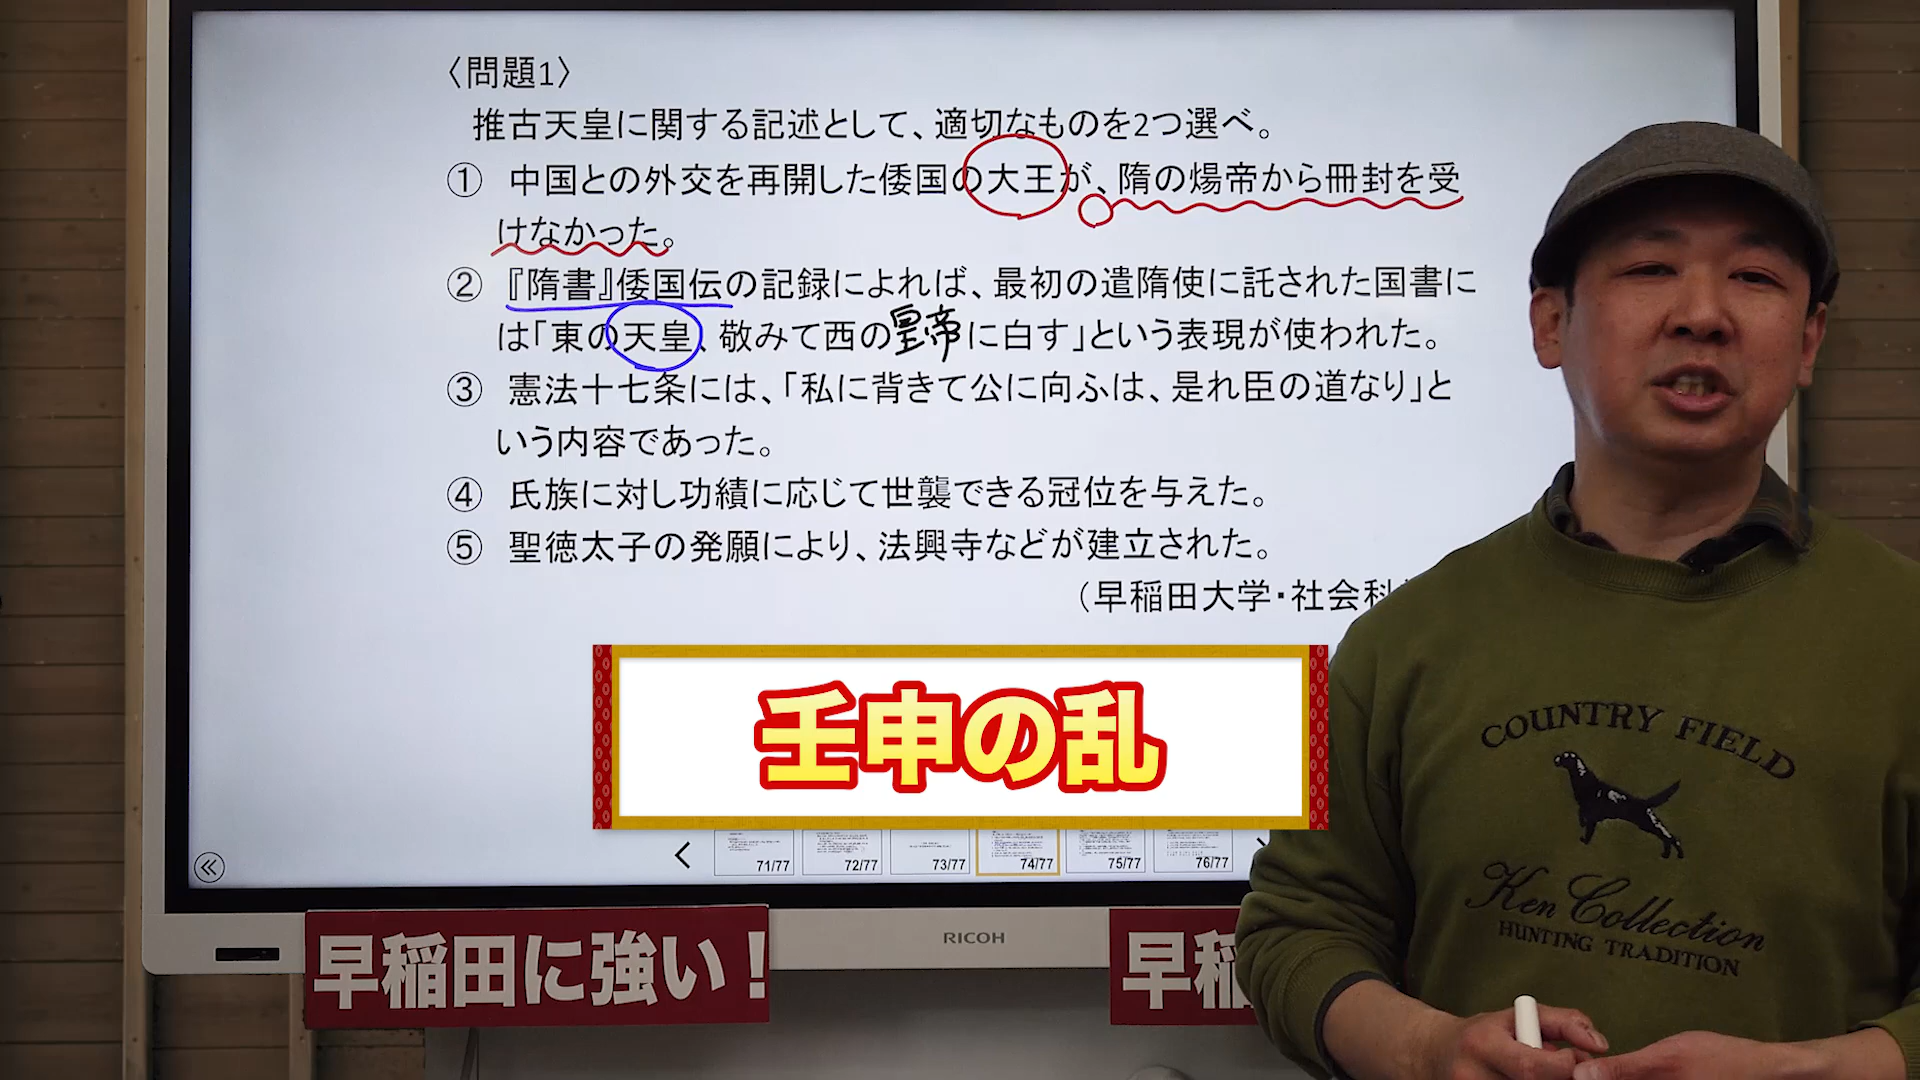 〈問題1〉
推古天皇に関する記述として、適切なものを2つ選べ。
① 中国との外交を再開した倭国の大王が、隋の煬帝から冊封を受
けなかった。
② 『隋書』倭国伝の記録によれば、最初の遣隋使に託された国書に
は「東の天皇、敬みて西の皇帝に白す」という表現が使われた。
③ 憲法十七条には、「私に背きて公に向ふは、是れ臣の道なり」と
いう内容であった。
④ 氏族に対し功績に応じて世襲できる冠位を与えた。
⑤ 聖徳太子の発願により、法興寺などが建立された。
（早稲田大学・社会科
壬申の乱
71/77
72/77
73/77
74/77
75/77
76/77
RICOH
早稲田に強い！
早稲
COUNTRY FIELD
Ken Collection
HUNTING TRADITION